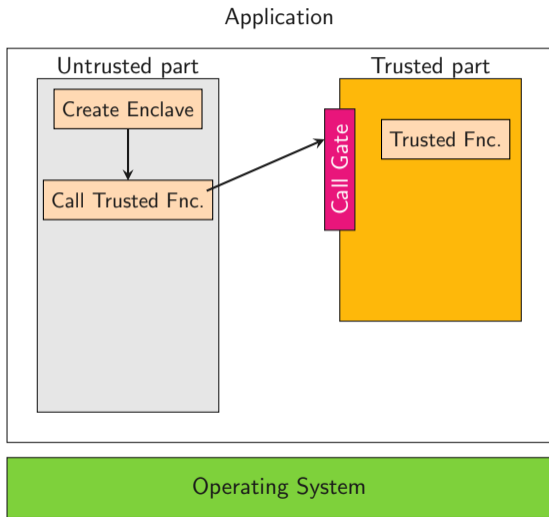 Application
Untrusted part
Trusted part
Create Enclave
Call Gate
Trusted Fnc.
Call Trusted Fnc.
Operating System